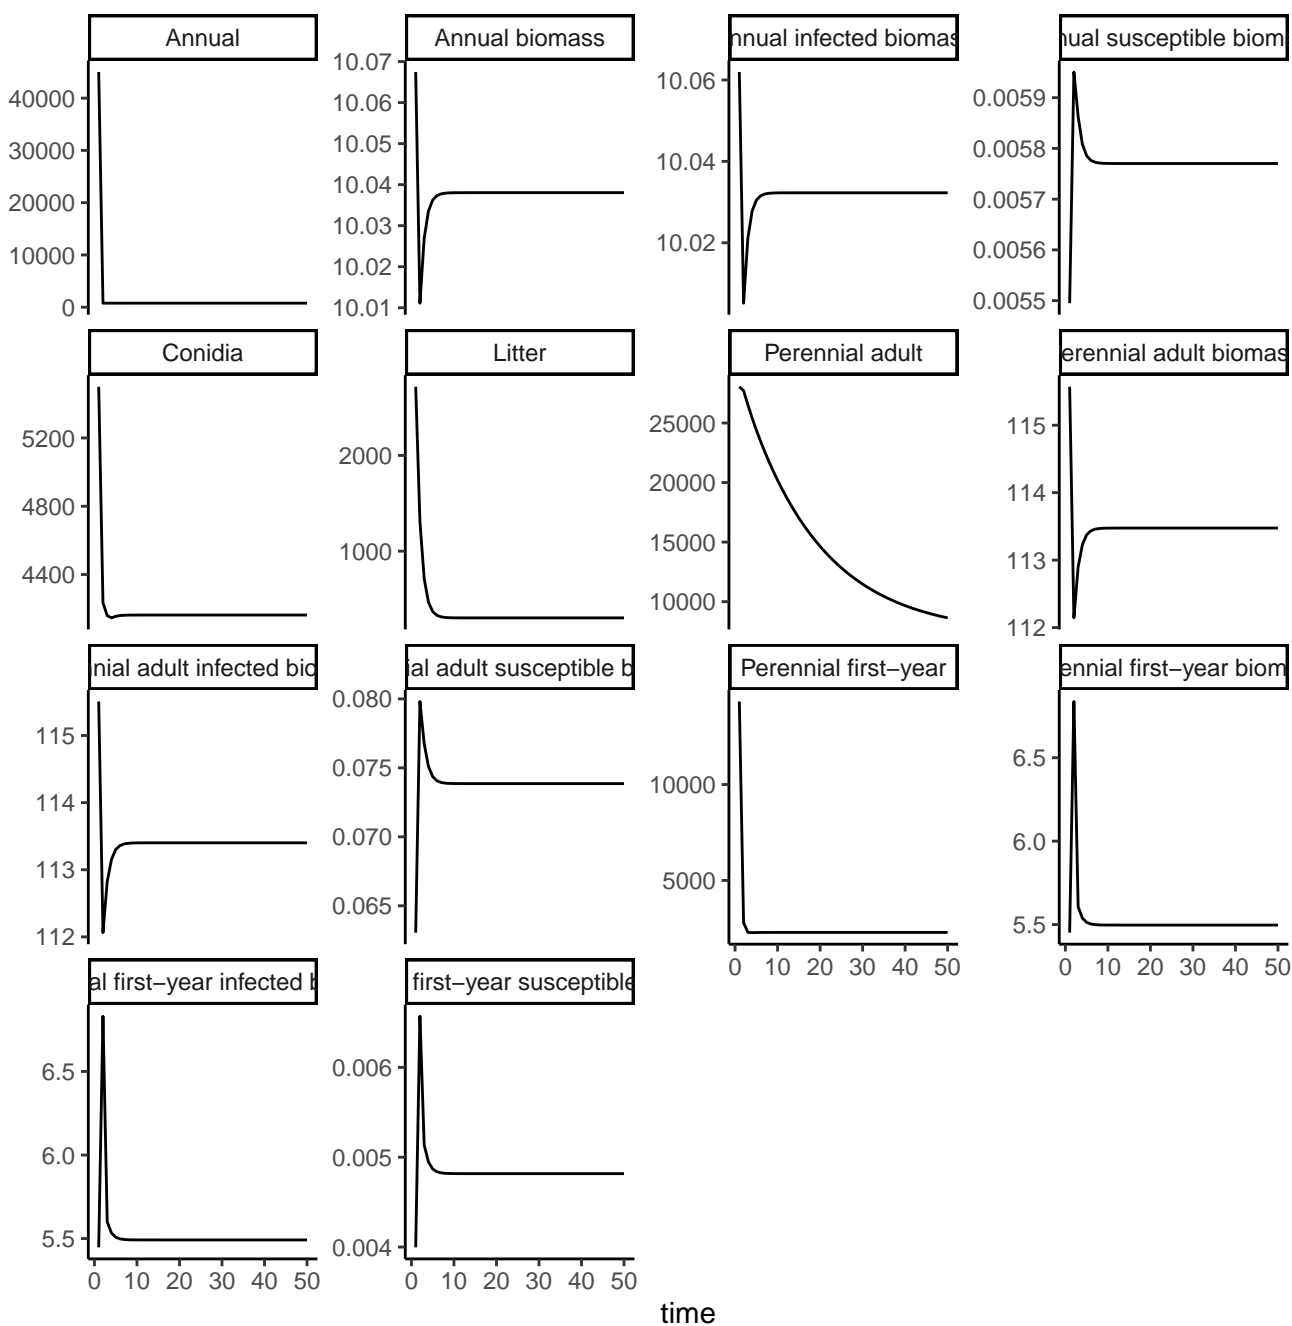 Annual
40000
30000
20000
10000
0
Annual biomass
10.07
10.06
10.05
10.04
10.03
10.02
10.01
nnual infected biomas
10.06
10.04
10.02
nual susceptible biom
0.0059
0.0058
0.0057
0.0056
0.0055
Conidia
5200
4800
4400
Litter
2000
1000
Perennial adult
25000
20000
15000
10000
erennial adult biomas
115
114
113
112
nnial adult infected bio
115
114
113
112
ial adult susceptible b
0.080
0.075
0.070
0.065
Perennial first−year
10000
5000
0 10 20 30 40 50
ennial first−year biom
6.5
6.0
5.5
0 10 20 30 40 50
al first−year infected b
6.5
6.0
5.5
0 10 20 30 40 50
first−year susceptible
0.006
0.005
0.004
0 10 20 30 40 50
time